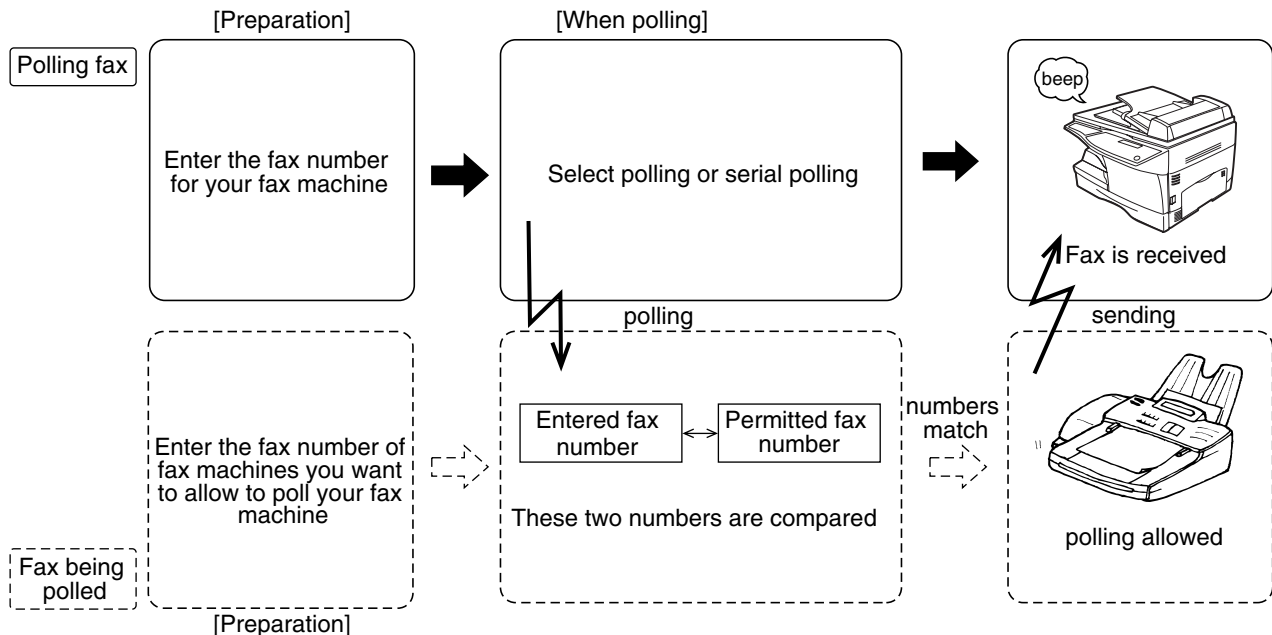 [Preparation]
[When polling]
Polling fax
beep
Enter the fax number
for your fax machine
Select polling or serial polling
Fax is received
polling
sending
Entered fax
number
Permitted fax
number
numbers
match
Enter the fax number of
fax machines you want
to allow to poll your fax
machine
These two numbers are compared
polling allowed
Fax being
polled
[Preparation]